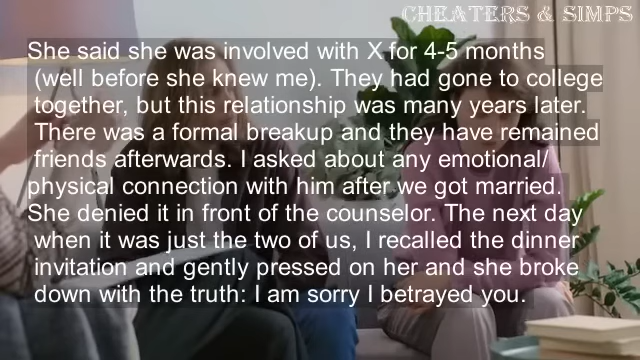 CHEATERS & SIMPS
She said she was involved with X for 4-5 months
(well before she knew me). They had gone to college
together, but this relationship was many years later.
There was a formal breakup and they have remained
friends afterwards. I asked about any emotional/
physical connection with him after we got married.
She denied it in front of the counselor. The next day
when it was just the two of us, I recalled the dinner
invitation and gently pressed on her and she broke
down with the truth: I am sorry I betrayed you.